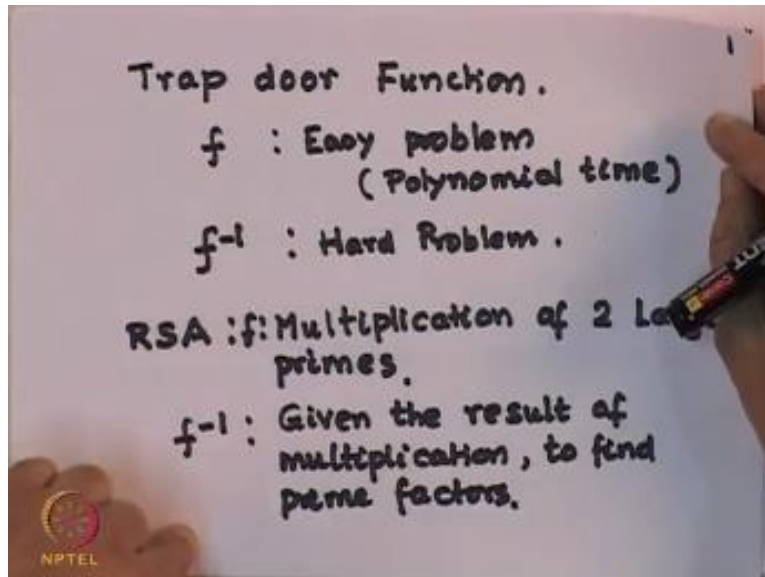 1
Trap door Function.
f : Easy problem
(Polynomial time)
f-1 : Hard Problem.
RSA : f: Multiplication of 2
primes.
f-1 : Given the result of
multiplication, to find
prime factors.
NPTEL